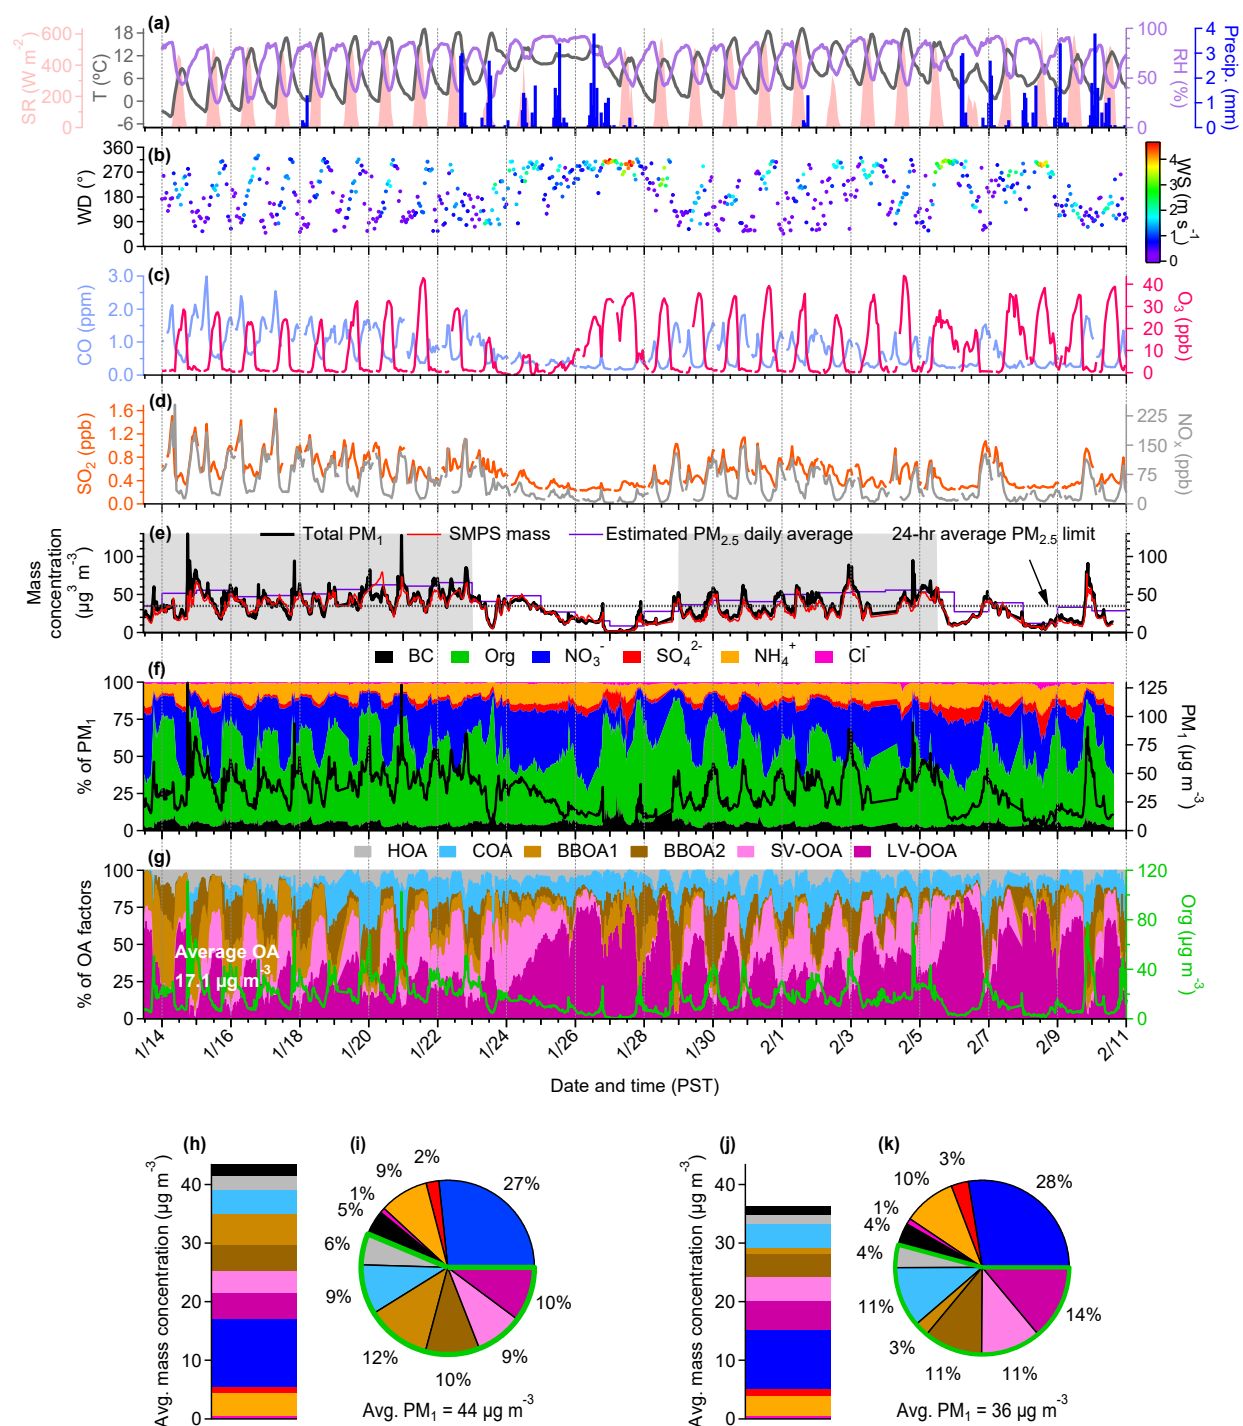 (a)
SR (W m-2)
600
400
200
0
T (°C)
18
12
6
0
-6
100
50
0
RH (%)
4
3
2
1
0
Precip. (mm)
(b)
WD (°)
360
270
180
90
0
4
3
2
1
0
WS (m s-1)
(c)
CO (ppm)
3.0
2.0
1.0
0.0
40
30
20
10
0
O3 (ppb)
(d)
SO2 (ppb)
1.6
1.2
0.8
0.4
0.0
225
150
75
0
NOx (ppb)
(e)
Total PM1 SMPS mass Estimated PM2.5 daily average 24-hr average PM2.5 limit
Mass
concentration
(µg3 m-3)
100
50
0
100
50
0
BC Org NO3- SO42- NH4+ Cl-
(f)
% of PM1
100
75
50
25
0
125
100
75
50
25
0
PM1 (µg m-3)
HOA COA BBOA1 BBOA2 SV-OOA LV-OOA
(g)
% of OA factors
100
75
50
25
0
Average OA
17.1 µg m-3
120
80
40
0
Org (µg m-3)
1/14 1/16 1/18 1/20 1/22 1/24 1/26 1/28 1/30 2/1 2/3 2/5 2/7 2/9 2/11
Date and time (PST)
(h)
Avg. mass concentration (µg m-3)
40
30
20
10
0
(i)
2%
9%
27%
1%
5%
6%
9%
12%
10%
9%
10%
Avg. PM1 = 44 µg m-3
(j)
Avg. mass concentration (µg m-3)
40
30
20
10
0
(k)
3%
10%
28%
1%
4%
4%
11%
3%
11%
11%
14%
Avg. PM1 = 36 µg m-3